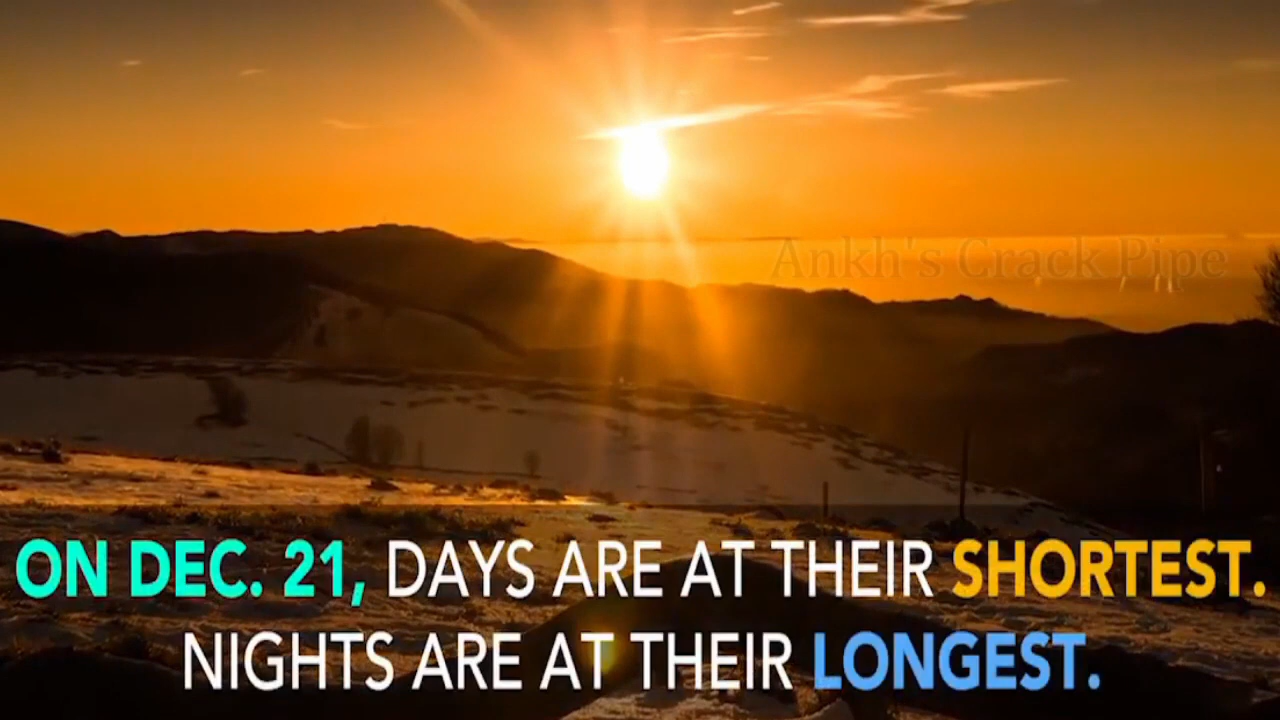 Ankh's Crack Pipe
ON DEC. 21, DAYS ARE AT THEIR SHORTEST.
NIGHTS ARE AT THEIR LONGEST.